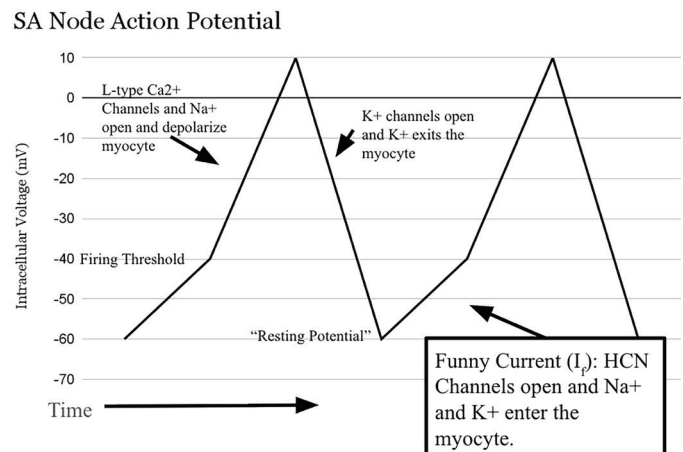 SA Node Action Potential
10
0
-10
-20
-30
-40
-50
-60
-70
Intracellular Voltage (mV)
L-type Ca2+
Channels and Na+
open and depolarize
myocyte
K+ channels open
and K+ exits the
myocyte
Firing Threshold
“Resting Potential”
Funny Current (If): HCN
Channels open and Na+
and K+ enter the
myocyte.
Time